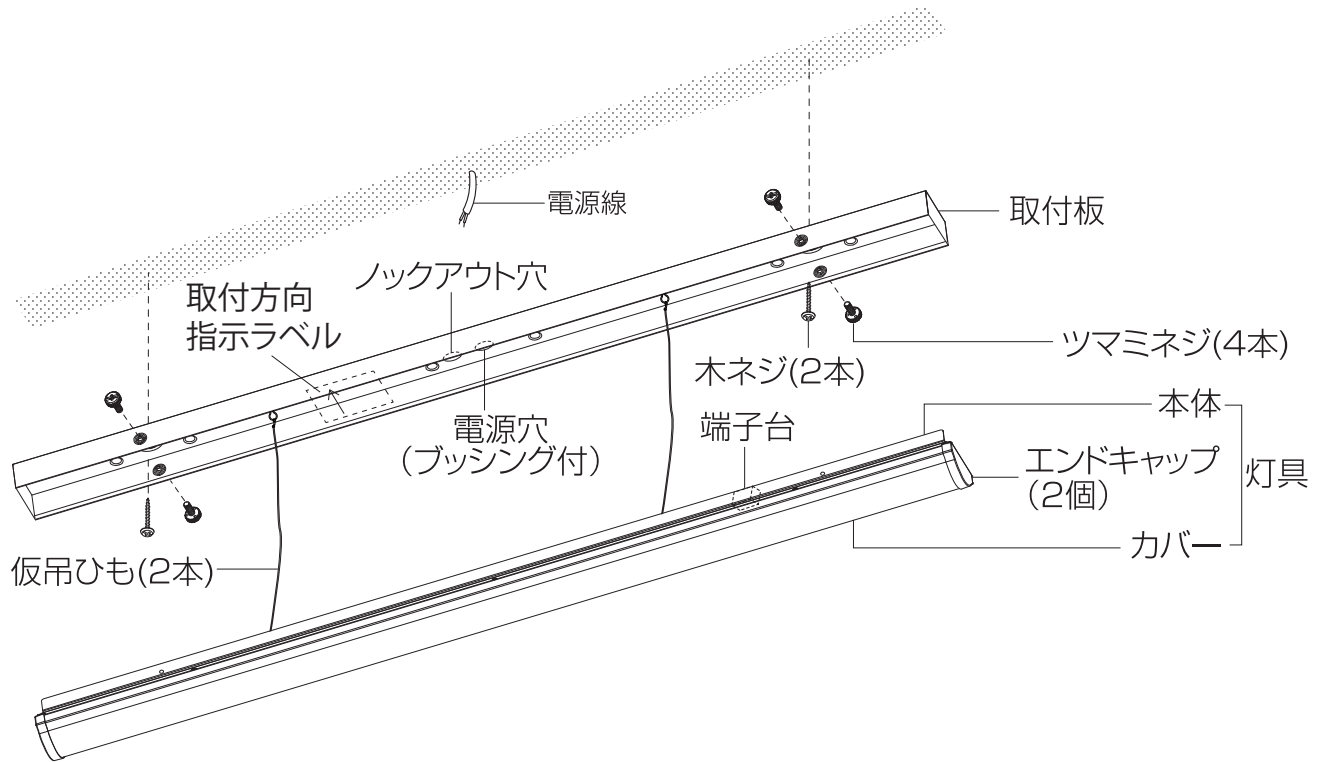 電源線
取付板
ノックアウト穴
取付方向
指示ラベル
ツマミネジ(4本)
木ネジ(2本)
本体
端子台
電源穴
(ブッシング付)
エンドキャップ
(2個)
灯具
カバー
仮吊ひも(2本)